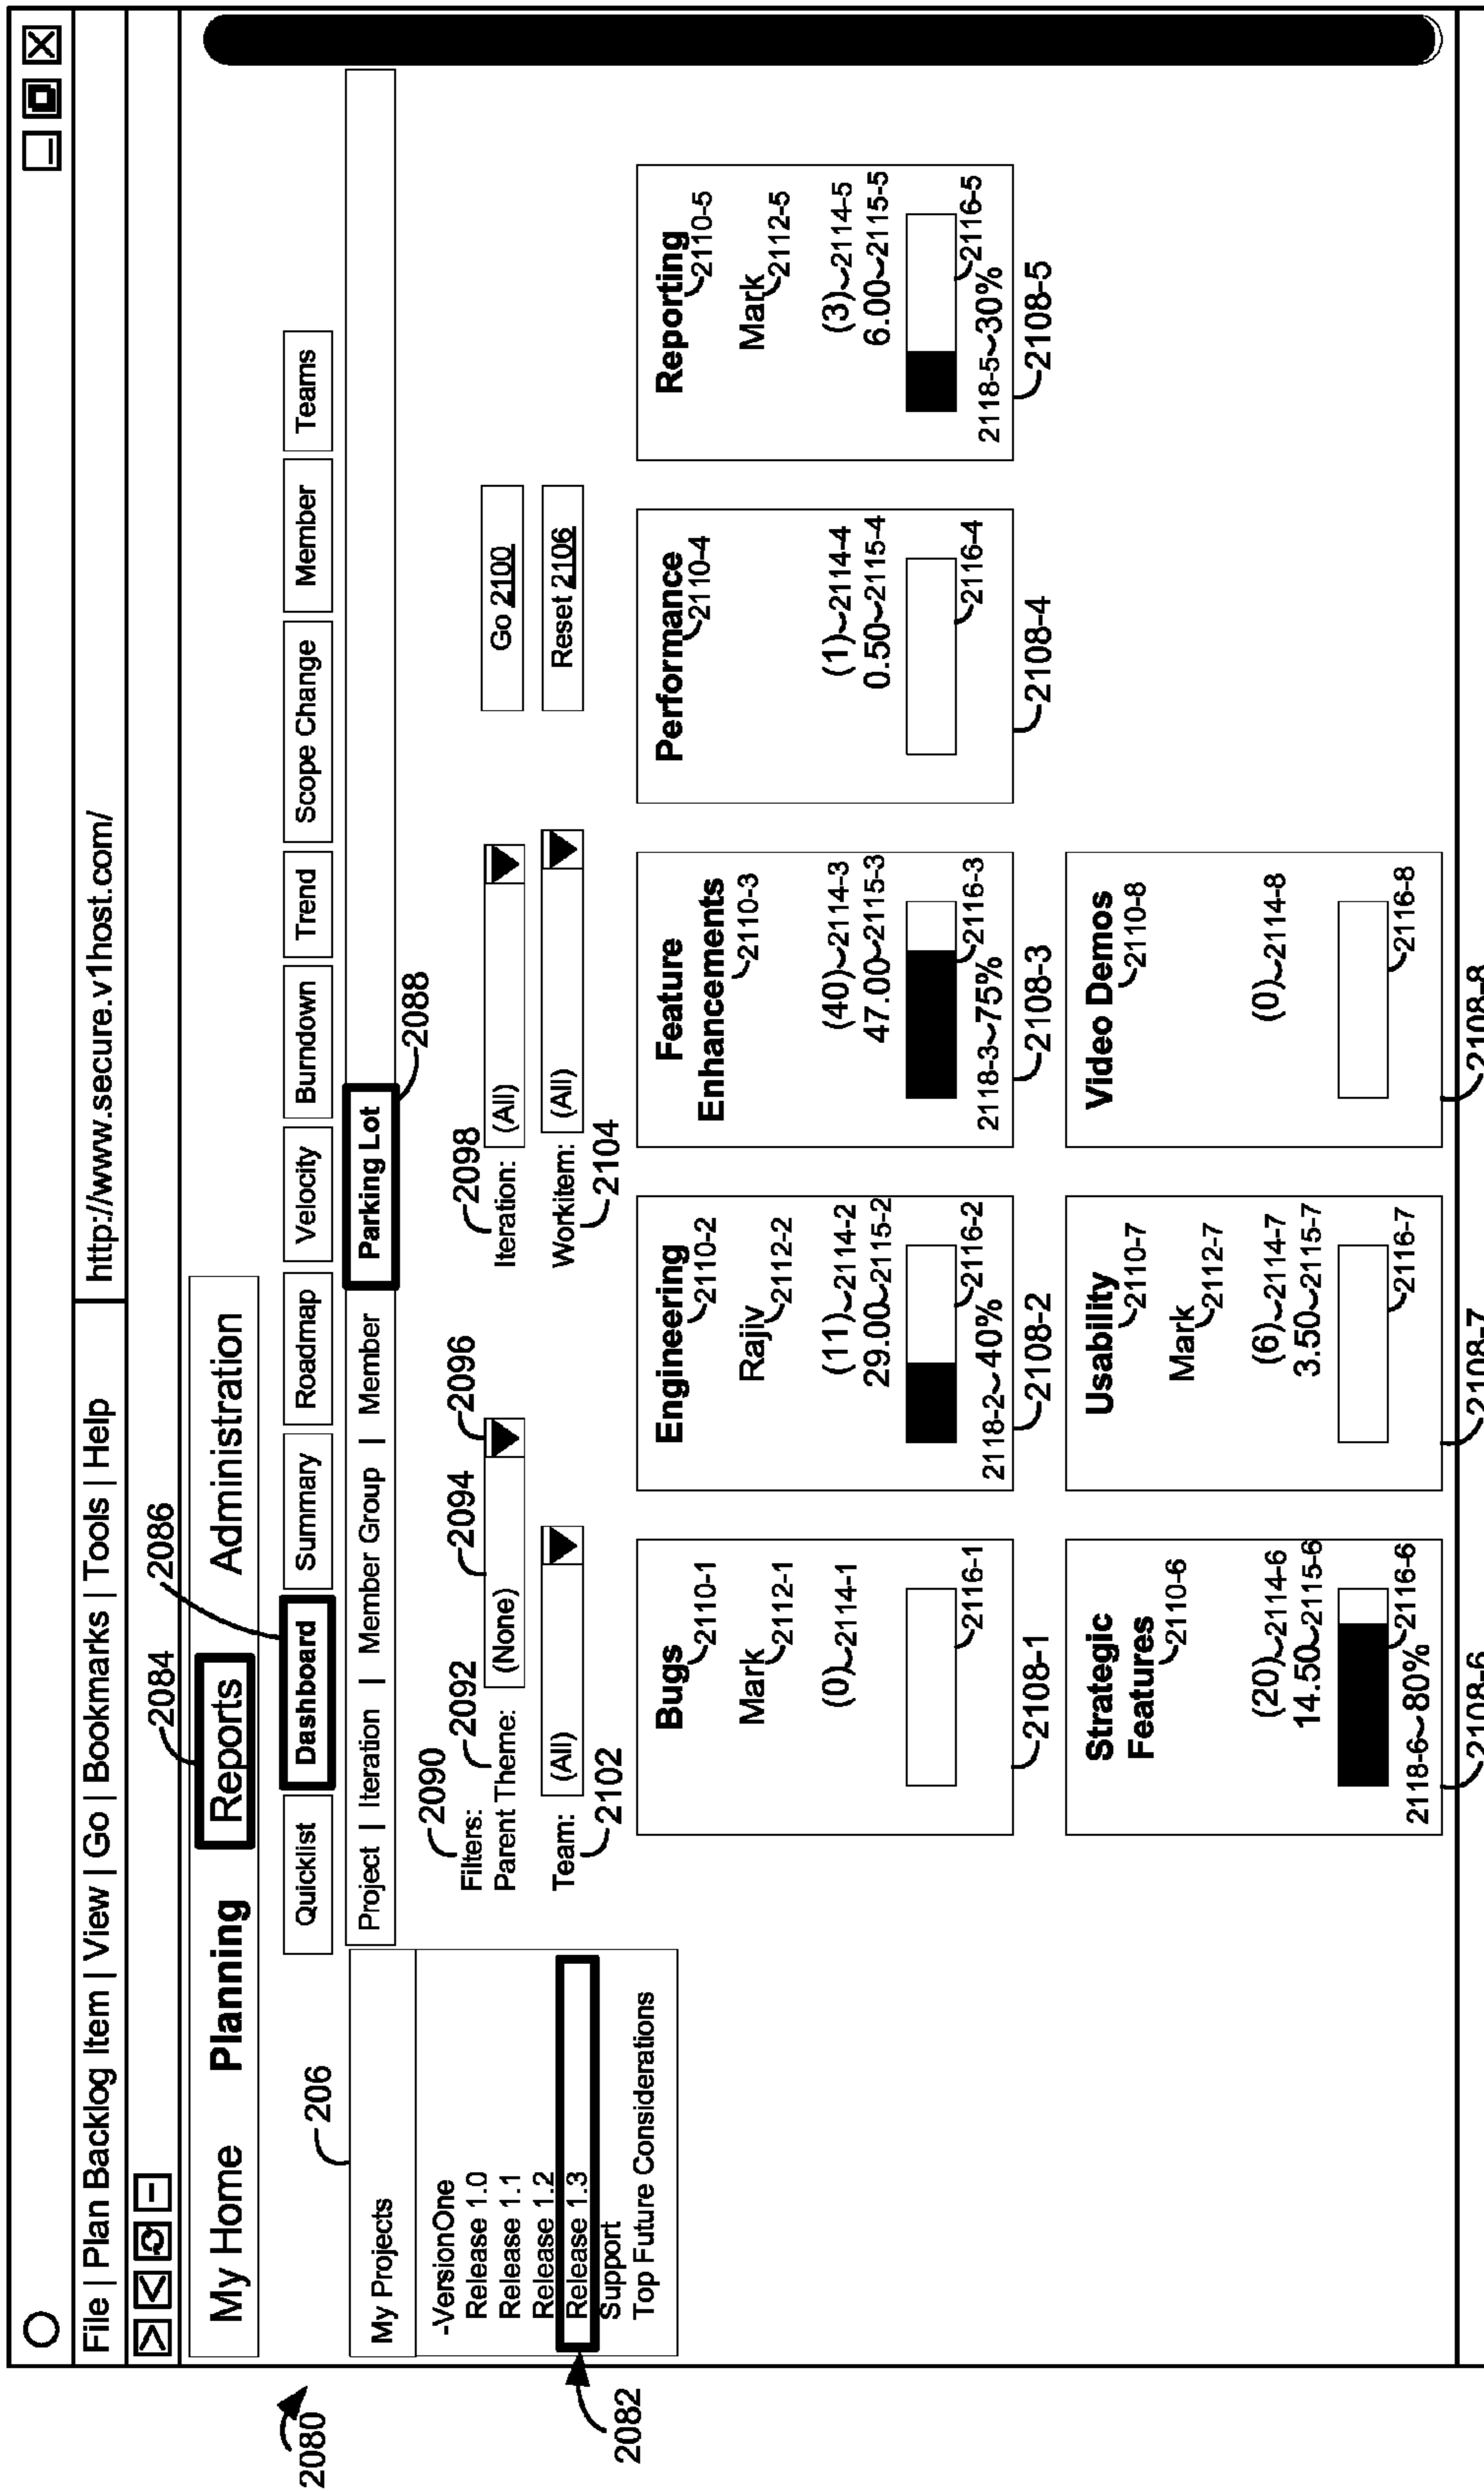 File | Plan Backlog Item | View | Go | Bookmarks | Tools | Help
http://www.secure.v1host.com/
2084
2086
My Home Planning Reports Administration
2080
206
Quicklist Dashboard Summary Roadmap Velocity Burndown Trend Scope Change Member Teams
My Projects
Project | Iteration | Member Group | Member Parking Lot
2088
-VersionOne
Release 1.0
Release 1.1
Release 1.2
Release 1.3
Support
Top Future Considerations
2082
2090
Filters: 2092 2094 2096 2098
Parent Theme: (None) Iteration: (All) Go 2100
Team: (All) Workitem: (All) Reset 2106
2102 2104
Bugs
2110-1
Mark
2112-1
(0) 2114-1
2116-1
2108-1
Engineering
2110-2
Rajiv
2112-2
(11) 2114-2
29.00 2115-2
2116-2
2118-2 40%
2108-2
Feature
Enhancements
2110-3
(40) 2114-3
47.00 2115-3
2116-3
2118-3 75%
2108-3
Performance
2110-4
(1) 2114-4
0.50 2115-4
2116-4
2108-4
Reporting
2110-5
Mark
2112-5
(3) 2114-5
6.00 2115-5
2116-5
2118-5 30%
2108-5
Strategic
Features
2110-6
(20) 2114-6
14.50 2115-6
2116-6
2118-6 80%
2108-6
Usability
2110-7
Mark
2112-7
(6) 2114-7
3.50 2115-7
2116-7
2108-7
Video Demos
2110-8
(0) 2114-8
2116-8
2108-8